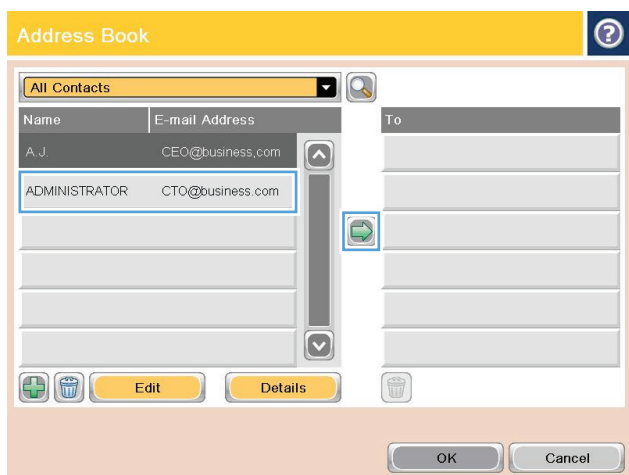 Address Book
?
All Contacts
Name E-mail Address To
A.J. CEO@business,com
ADMINISTRATOR CTO@business.com
Edit Details
OK Cancel